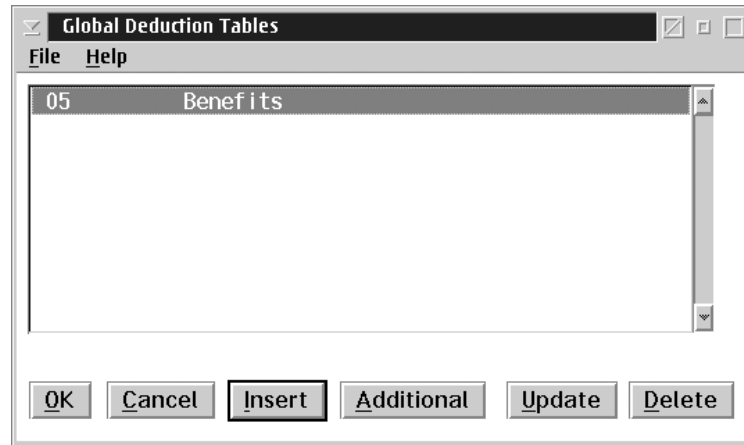 Global Deduction Tables
File Help
05 Benefits
OK Cancel Insert Additional Update Delete